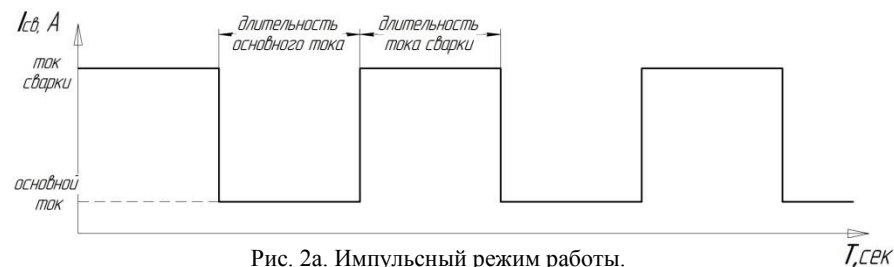 Iсв, А
длительность
основного тока
длительность
тока сварки
ток
сварки
основной
ток
Т,сек
Рис. 2а. Импульсный режим работы.